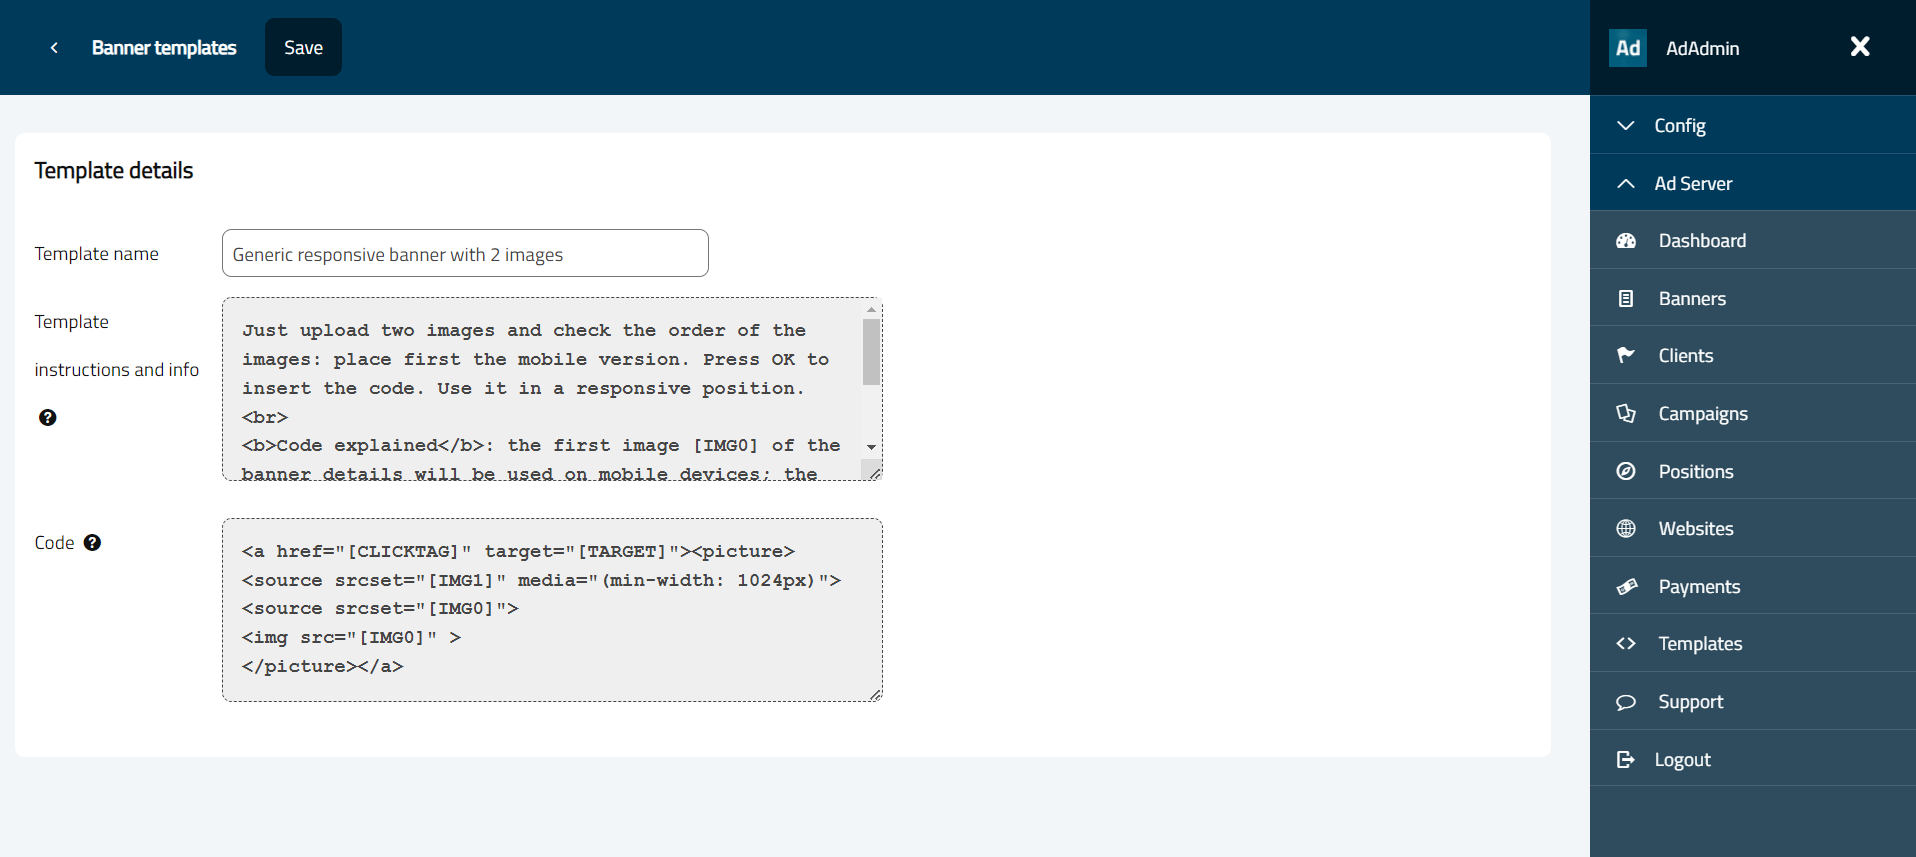 Banner templates
Save
Ad
AdAdmin
Config
Ad Server
Dashboard
Banners
Clients
Campaigns
Positions
Websites
Payments
Templates
Support
Logout
Template details
Template name
Generic responsive banner with 2 images
Template
instructions and info
?
Just upload two images and check the order of the
images: place first the mobile version. Press OK to
insert the code. Use it in a responsive position.
<br>
<b>Code explained</b>: the first image [IMG0] of the
banner details will be used on mobile devices; the
Code ?
<a href="[CLICKTAG]" target="[TARGET]"><picture>
<source srcset="[IMG1]" media="(min-width: 1024px)">
<source srcset="[IMG0]">
<img src="[IMG0]" >
</picture></a>